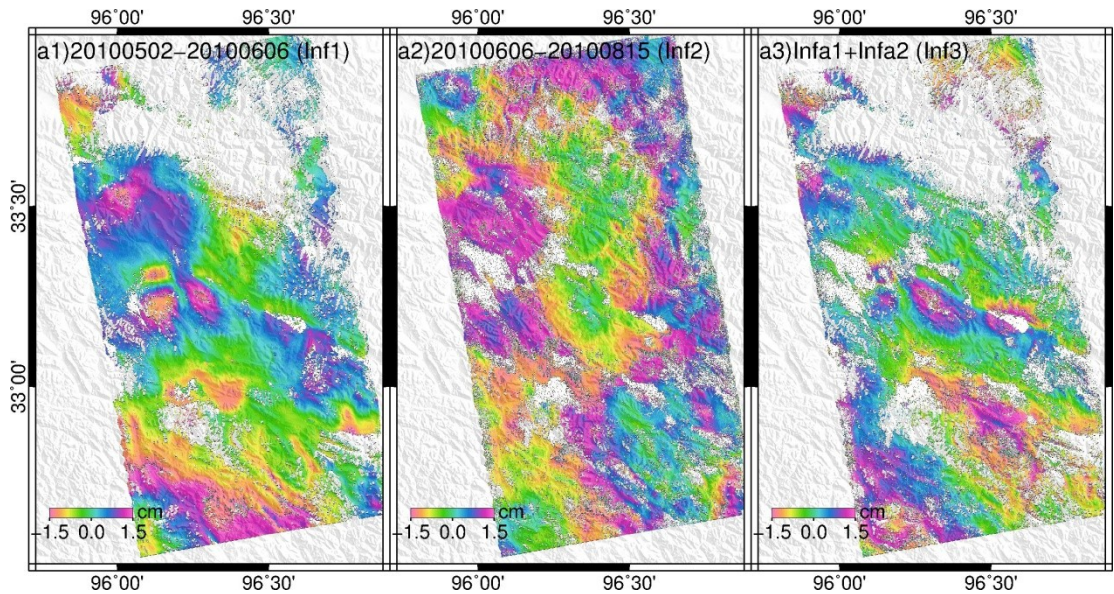 96˚00' 96˚30' 96˚00' 96˚30' 96˚00' 96˚30'
a1)20100502−20100606 (Inf1) a2)20100606−20100815 (Inf2) a3)Infa1+Infa2 (Inf3)
33˚30'
33˚00'
cm cm cm
−1.5 0.0 1.5 −1.5 0.0 1.5 −1.5 0.0 1.5
96˚00' 96˚30' 96˚00' 96˚30' 96˚00' 96˚30'